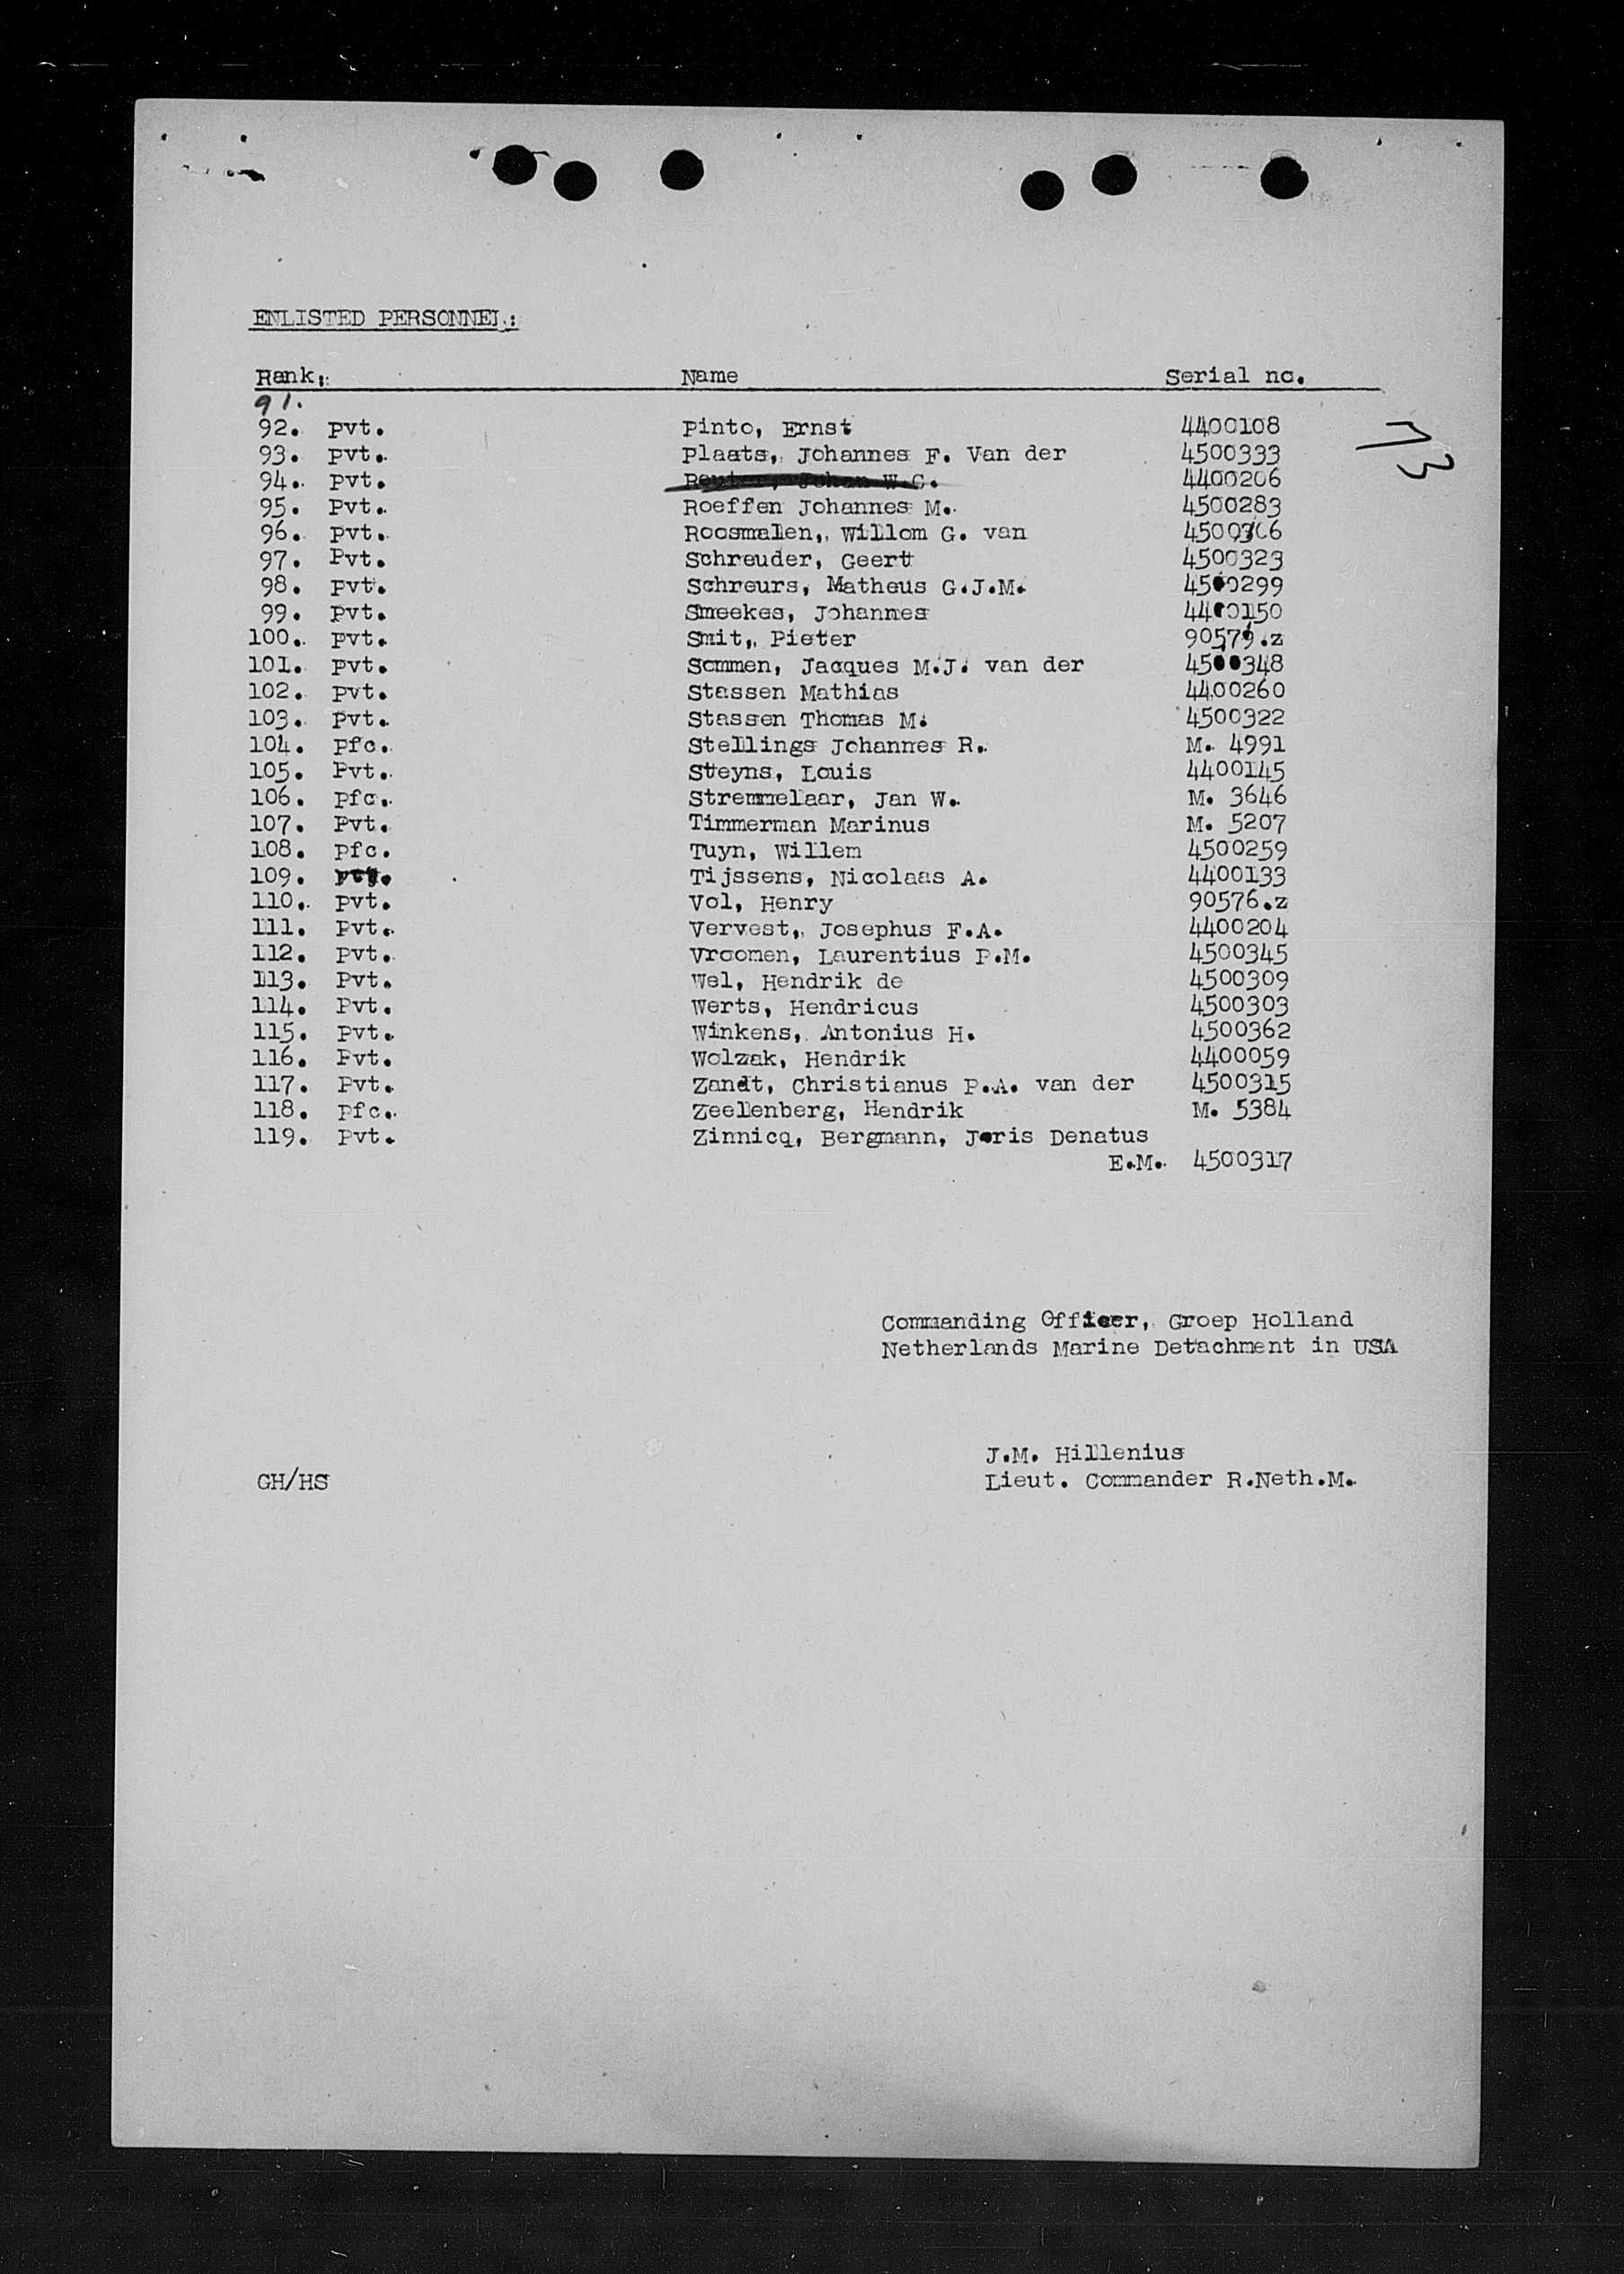 ENLISTED PERSONNEL:
Rank: Name Serial no.
91.
92. Pvt. Pinto, Ernst 4400108
93. Pvt. Plaats, Johannes F. Van der 4500333
94. Pvt. Reuter, Johan W.C. 4400206
95. Pvt. Roeffen Johannes M. 4500283
96. Pvt. Roosmalen, Willom G. van
97. Pvt. Schreuder, Geert 4500323
98. Pvt. Schreurs, Matheus G.J.M. 4500299
99. Pvt. Smeekes, Johannes 4400150
100. Pvt. Smit, Pieter
101. Pvt. Sommen, Jacques M.J. van der 4500348
102. Pvt. Stassen Mathias 4400260
103. Pvt. Stassen Thomas M. 4500322
104. Pfc. Stellings Johannes R. M. 4991
105. Pvt. Steyns, Louis 4400145
106. Pfc. Stremmelaar, Jan W. M. 3646
107. Pvt. Timmerman Marinus M. 5207
108. Pfc. Tuyn, Willem 4500259
109. Tijssens, Nicolaas A. 4400133
110. Pvt. Vol, Henry 90576.z
111. Pvt. Vervest, Josephus F.A. 4400204
112. Pvt. Vroomen, Laurentius P.M. 4500345
113. Pvt. Wel, Hendrik de 4500309
114. Pvt. Werts, Hendricus 4500303
115. Pvt. Winkens, Antonius H. 4500362
116. Pvt. Wolzak, Hendrik 4400059
117. Pvt. Zandt, Christianus P.A. van der 4500315
118. Pfc. Zeelenberg, Hendrik M. 5384
119. Pvt. Zinnicq, Bergmann, Joris Denatus
E.M. 4500317
Commanding Officer, Groep Holland
Netherlands Marine Detachment in USA
J.M. Hillenius
GH/HS Lieut. Commander R.Neth.M.